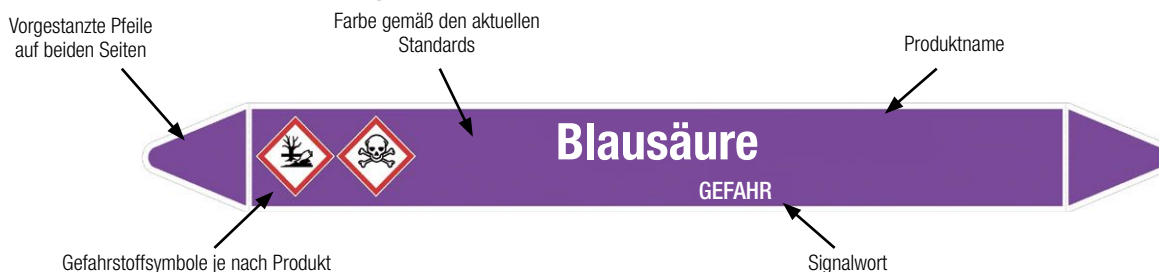 Vorgestanzte Pfeile
auf beiden Seiten
Farbe gemäß den aktuellen
Standards
Produktname
Blausäure
GEFAHR
Gefahrstoffsymbole je nach Produkt
Signalwort